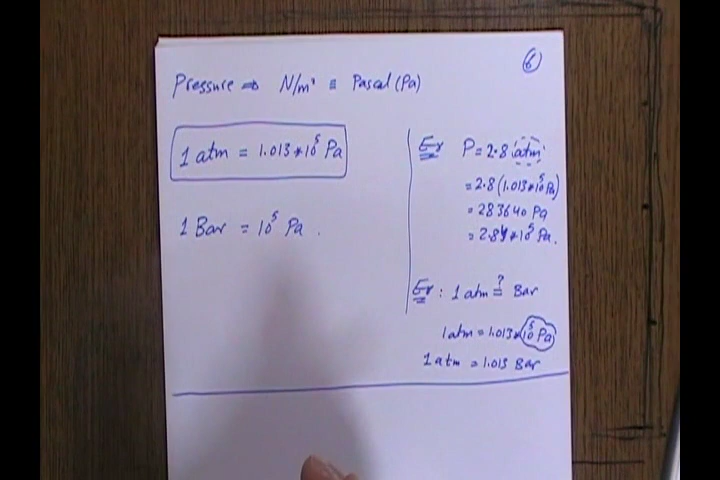 6
Pressure ⇒ N/m² ≡ Pascal (Pa)
1 atm = 1.013*10⁵ Pa
1 Bar = 10⁵ Pa .
Ex P = 2.8 atm
= 2.8 (1.013*10⁵ Pa)
= 283640 Pa
= 2.84*10⁵ Pa.
Ex : 1 atm ?= Bar
1 atm = 1.013*10⁵ Pa
1 atm = 1.013 Bar